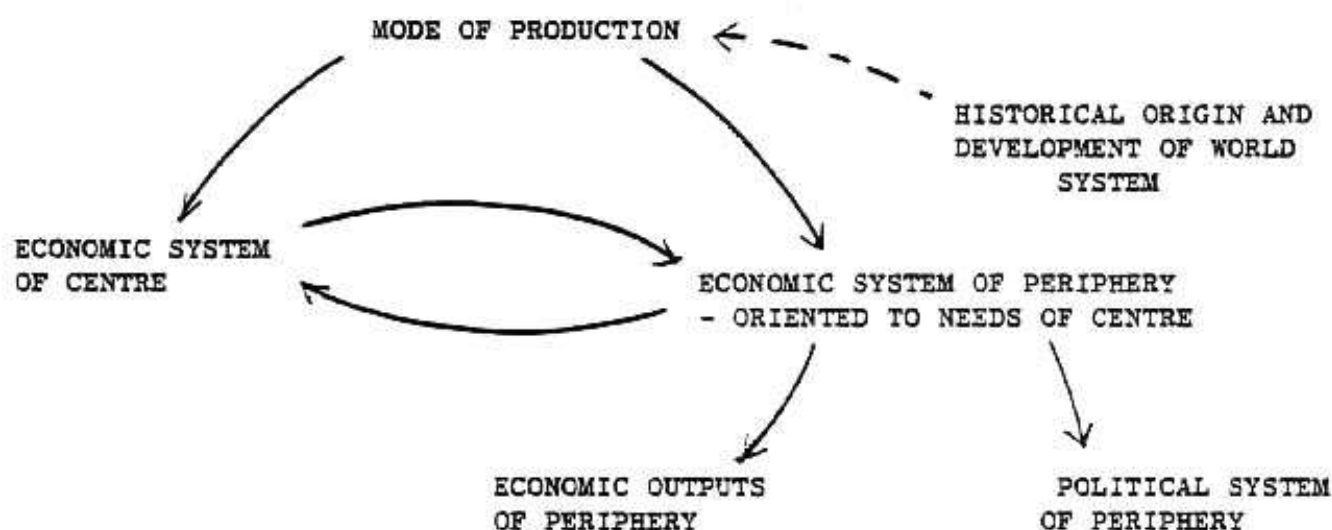 MODE OF PRODUCTION
HISTORICAL ORIGIN AND
DEVELOPMENT OF WORLD
SYSTEM
ECONOMIC SYSTEM
OF CENTRE
ECONOMIC SYSTEM OF PERIPHERY
- ORIENTED TO NEEDS OF CENTRE
ECONOMIC OUTPUTS
OF PERIPHERY
POLITICAL SYSTEM
OF PERIPHERY